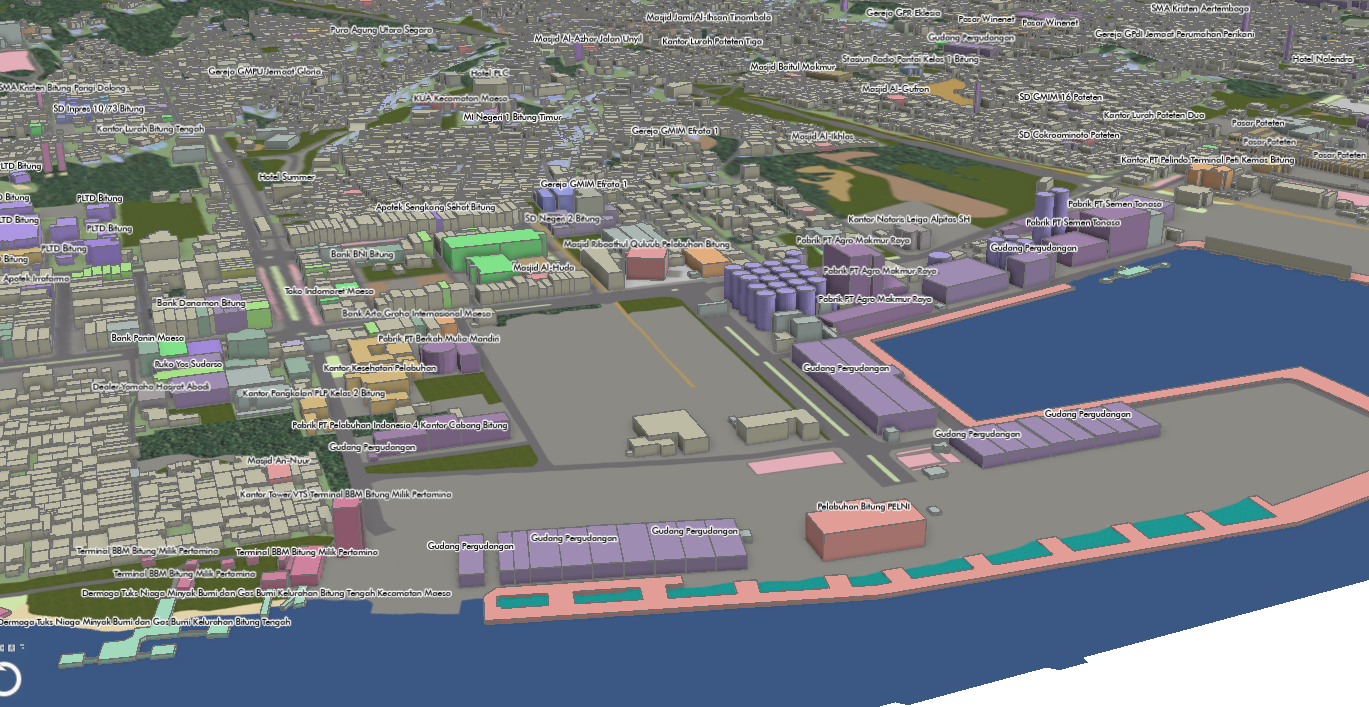 Masjid Jami Al-Ihsan Tinombala
Gereja GPR Eklesia
Pasar Winenet
Pasar Winenet
SMA Kristen Aertembaga
Pura Agung Utara Segara
Masjid Al-Azhar Jalan Unyil
Kantor Lurah Pateten Tiga
Gudang Pergudangan
Gereja GPdI Jemaat Perumahan Perikani
Stasiun Radio Pantai Kelas 1 Bitung
Hotel Nalendra
Gereja GMPU Jemaat Gloria
Hotel PLC
Masjid Baitul Makmur
SMA Kristen Bitung Parigi Dalang
Masjid Al-Gufron
KUA Kecamatan Maesa
SD GMIM 16 Pateten
SD Inpres 10/73 Bitung
MI Negeri 1 Bitung Timur
Kantor Lurah Pateten Dua
Kantor Lurah Bitung Tengah
Gereja GMIM Efrata 1
Masjid Al-Ikhlas
SD Cokroaminoto Pateten
Pasar Pateten
Pasar Pateten
Pasar Pateten
Kantor PT Pelindo Terminal Peti Kemas Bitung
LTD Bitung
Hotel Summer
Gereja GMIM Efrata 1
D Bitung
PLTD Bitung
Apotek Sengkang Sehat Bitung
Pabrik PT Semen Tonasa
LTD Bitung
PLTD Bitung
SD Negeri 2 Bitung
Kantor Notaris Leiga Alpitas SH
Pabrik PT Semen Tonasa
PLTD Bitung
Masjid Ribaathul Quluub Pelabuhan Bitung
Pabrik PT Agro Makmur Raya
Gudang Pergudangan
D Bitung
Bank BNI Bitung
Masjid Al-Huda
Pabrik PT Agro Makmur Raya
Apotek Irratama
Toko Indomaret Maesa
Bank Danamon Bitung
Pabrik PT Agro Makmur Raya
Bank Arto Graha Internasional Maesa
Bank Panin Maesa
Pabrik PT Berkah Mulia Mandiri
Ruko Yos Sudarso
Kantor Kesehatan Pelabuhan
Gudang Pergudangan
Dealer Yamaha Hasrat Abadi
Kantor Pangkalan PLP Kelas 2 Bitung
Gudang Pergudangan
Pabrik PT Pelabuhan Indonesia 4 Kantor Cabang Bitung
Gudang Pergudangan
Gudang Pergudangan
Masjid An-Nuur
Kantor Tower VTS Terminal BBM Bitung Milik Pertamina
Pelabuhan Bitung PELNI
Gudang Pergudangan
Gudang Pergudangan
Gudang Pergudangan
Terminal BBM Bitung Milik Pertamina
Terminal BBM Bitung Milik Pertamina
Terminal BBM Bitung Milik Pertamina
Dermaga Tuks Niaga Minyak Bumi dan Gas Bumi Kelurahan Bitung Tengah Kecamatan Maesa
Dermaga Tuks Niaga Minyak Bumi dan Gas Bumi Kelurahan Bitung Tengah